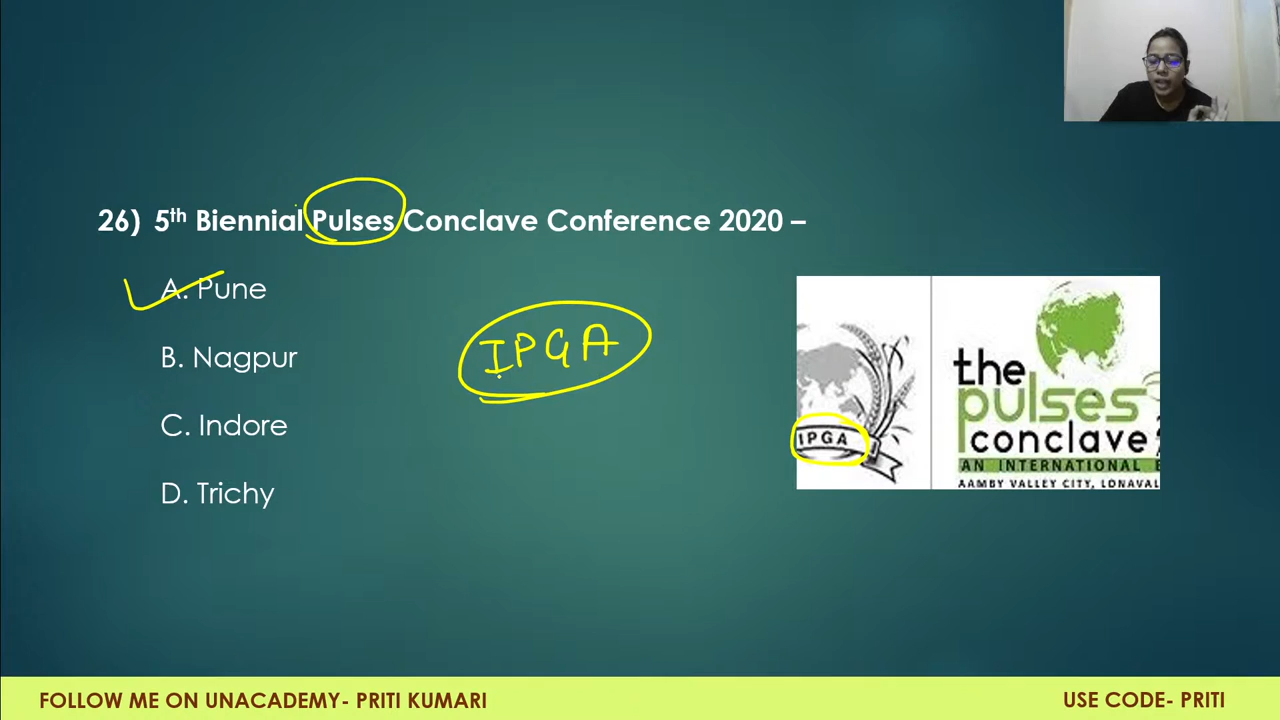 26) 5th Biennial Pulses Conclave Conference 2020 –
A. Pune
B. Nagpur
C. Indore
D. Trichy
IPGA
IPGA
the
pulses
conclave
AN INTERNATIONAL
AAMBY VALLEY CITY, LONAVAL
FOLLOW ME ON UNACADEMY- PRITI KUMARI
USE CODE- PRITI